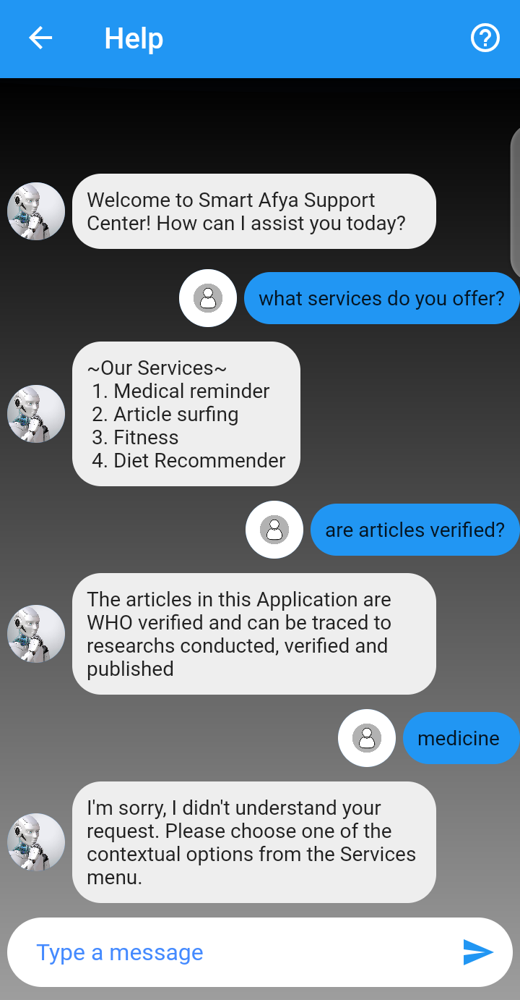 Help
Welcome to Smart Afya Support
Center! How can I assist you today?
what services do you offer?
~Our Services~
1. Medical reminder
2. Article surfing
3. Fitness
4. Diet Recommender
are articles verified?
The articles in this Application are
WHO verified and can be traced to
researchs conducted, verified and
published
medicine
I'm sorry, I didn't understand your
request. Please choose one of the
contextual options from the Services
menu.
Type a message